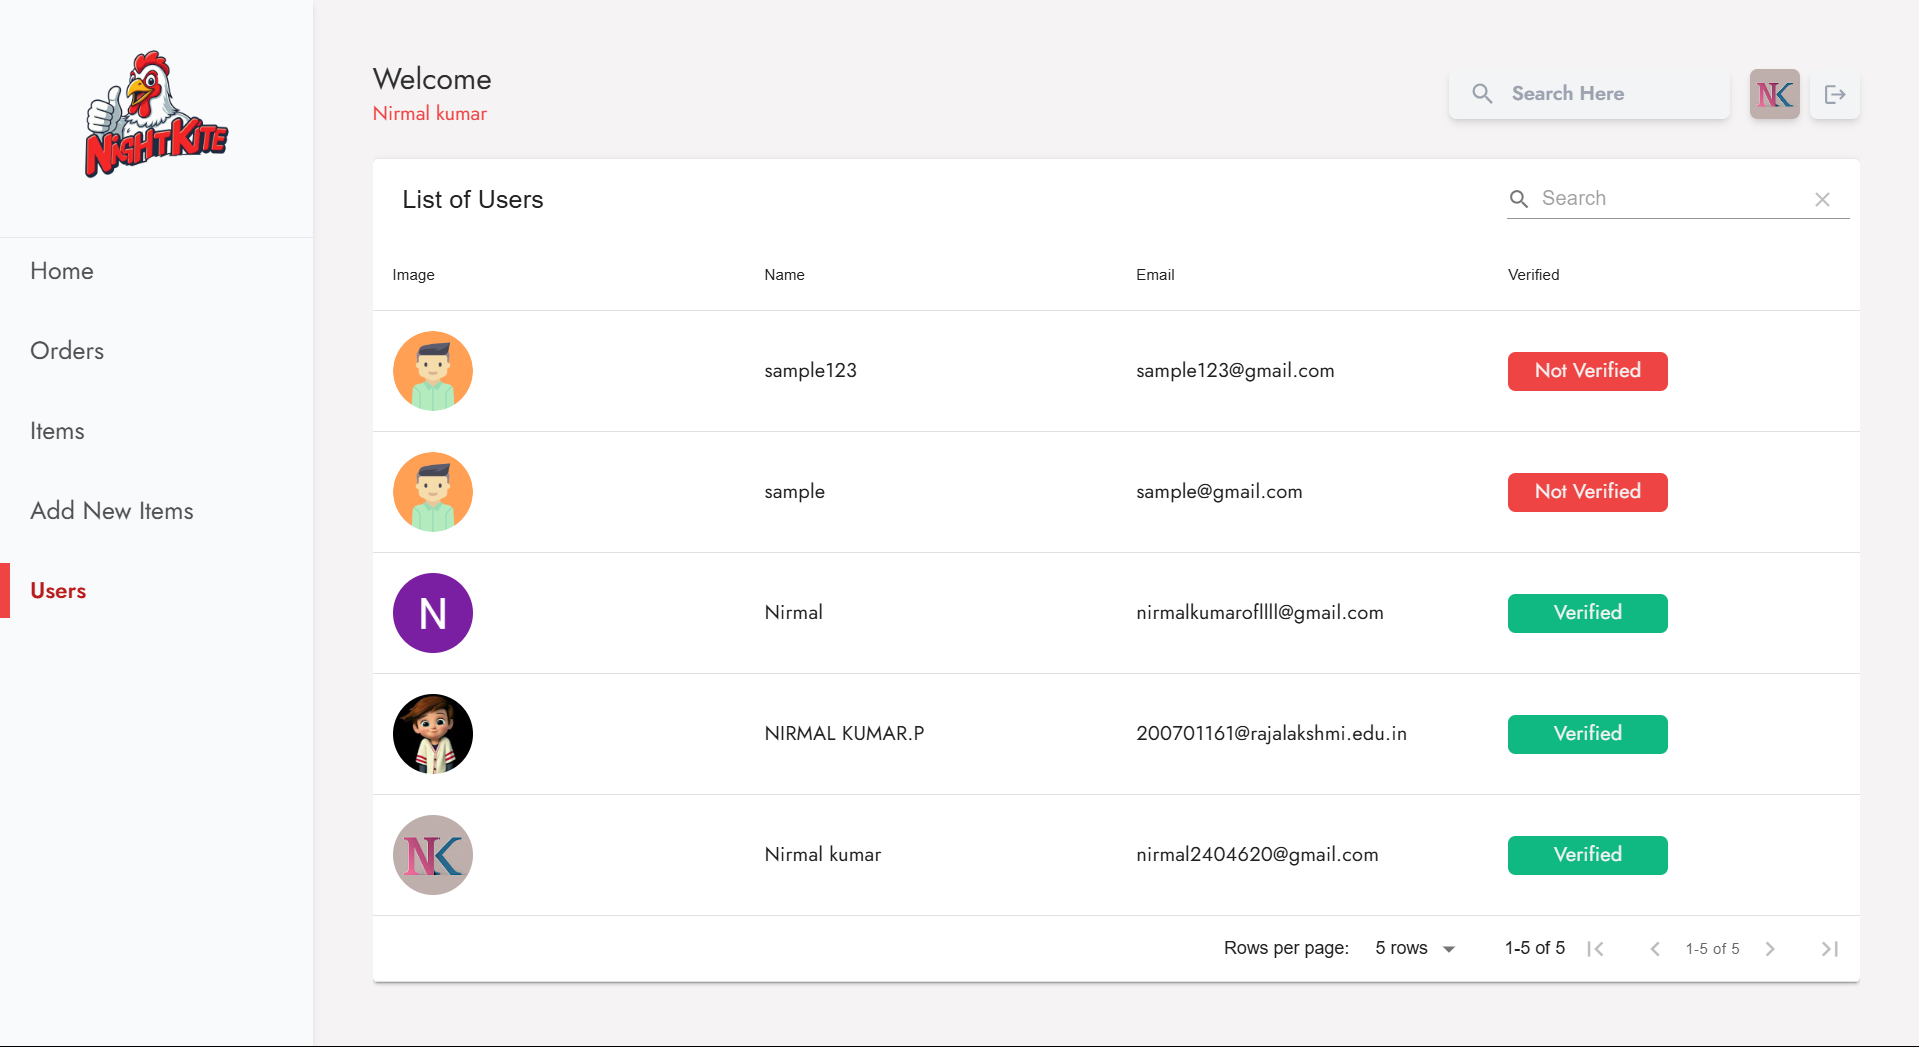 NIGHTKITE
Home
Orders
Items
Add New Items
Users
Welcome
Nirmal kumar
Search Here
NK
List of Users
Search
Image Name Email Verified
sample123 sample123@gmail.com Not Verified
sample sample@gmail.com Not Verified
N Nirmal nirmalkumarofllll@gmail.com Verified
NIRMAL KUMAR.P 200701161@rajalakshmi.edu.in Verified
NK Nirmal kumar nirmal2404620@gmail.com Verified
Rows per page: 5 rows 1-5 of 5 1-5 of 5